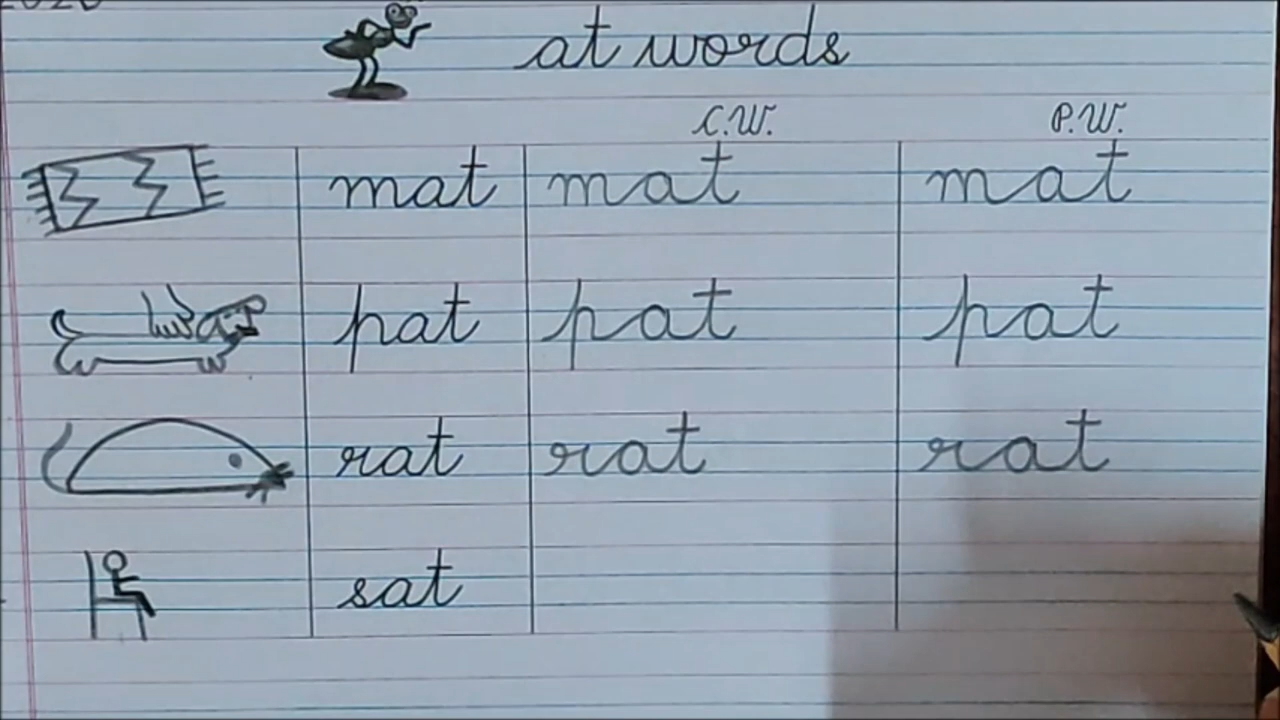 at words
C.W. P.W.
mat mat mat
pat pat pat
rat rat rat
sat